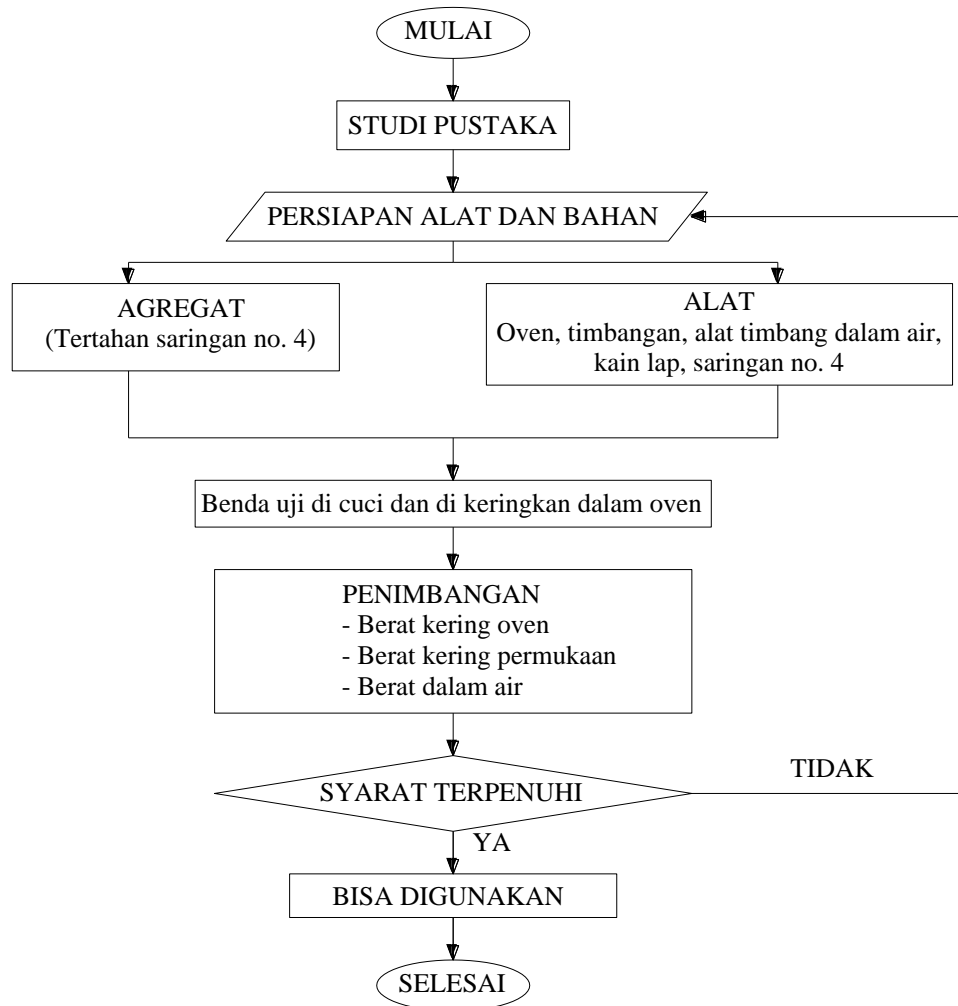 MULAI
STUDI PUSTAKA
PERSIAPAN ALAT DAN BAHAN
AGREGAT
(Tertahan saringan no. 4)
ALAT
Oven, timbangan, alat timbang dalam air,
kain lap, saringan no. 4
Benda uji di cuci dan di keringkan dalam oven
PENIMBANGAN
- Berat kering oven
- Berat kering permukaan
- Berat dalam air
SYARAT TERPENUHI
TIDAK
YA
BISA DIGUNAKAN
SELESAI